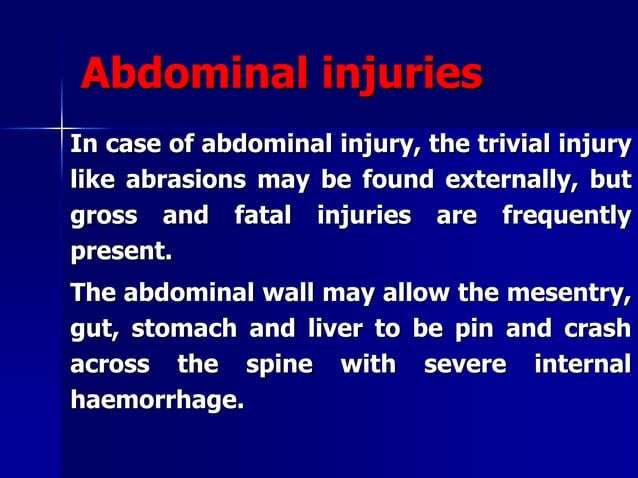 Abdominal injuries
In case of abdominal injury, the trivial injury
like abrasions may be found externally, but
gross and fatal injuries are frequently
present.
The abdominal wall may allow the mesentry,
gut, stomach and liver to be pin and crash
across the spine with severe internal
haemorrhage.